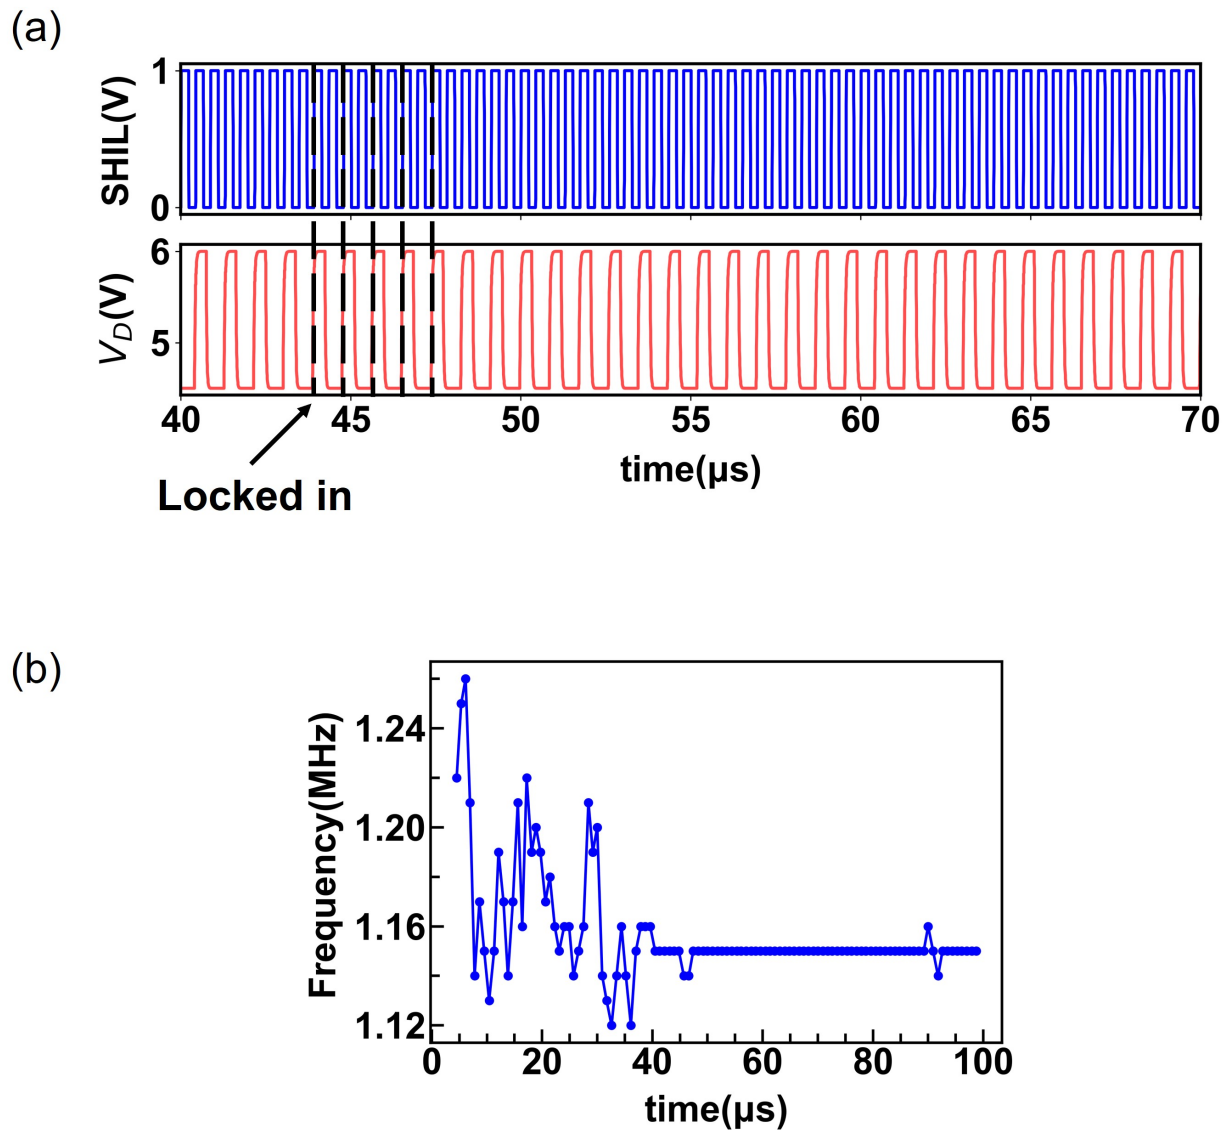 (a)
SHIL(V)
1
0
V_D(V)
6
5
40 45 50 55 60 65 70
time(μs)
Locked in
(b)
Frequency(MHz)
1.24
1.20
1.16
1.12
0 20 40 60 80 100
time(μs)